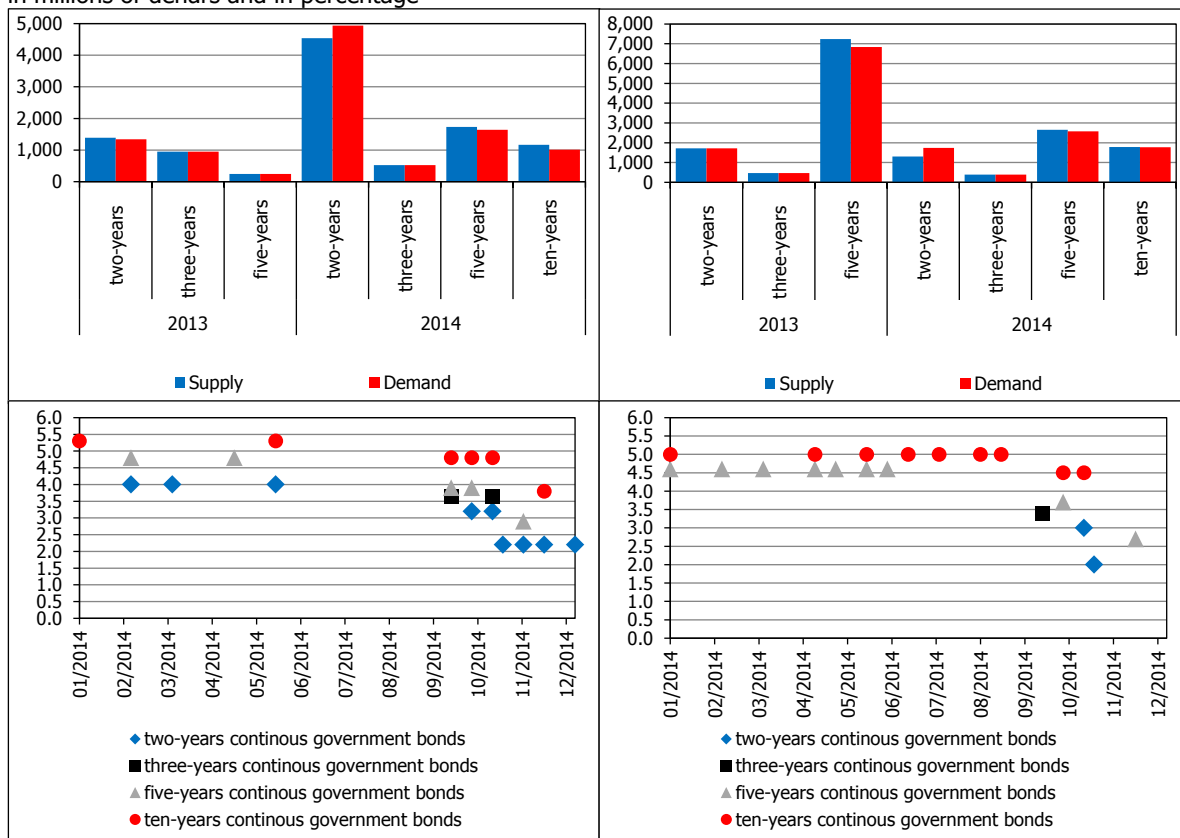 in millions of denars and in percentage
5,000
4,000
3,000
2,000
1,000
0
two-years
three-years
five-years
two-years
three-years
five-years
ten-years
2013
2014
Supply
Demand
8,000
7,000
6,000
5,000
4,000
3,000
2,000
1,000
0
two-years
three-years
five-years
two-years
three-years
five-years
ten-years
2013
2014
Supply
Demand
6.0
5.5
5.0
4.5
4.0
3.5
3.0
2.5
2.0
1.5
1.0
0.5
0.0
01/2014
02/2014
03/2014
04/2014
05/2014
06/2014
07/2014
08/2014
09/2014
10/2014
11/2014
12/2014
two-years continous government bonds
three-years continous government bonds
five-years continous government bonds
ten-years continous government bonds
6.0
5.5
5.0
4.5
4.0
3.5
3.0
2.5
2.0
1.5
1.0
0.5
0.0
01/2014
02/2014
03/2014
04/2014
05/2014
06/2014
07/2014
08/2014
09/2014
10/2014
11/2014
12/2014
two-years continous government bonds
three-years continous government bonds
five-years continous government bonds
ten-years continous government bonds